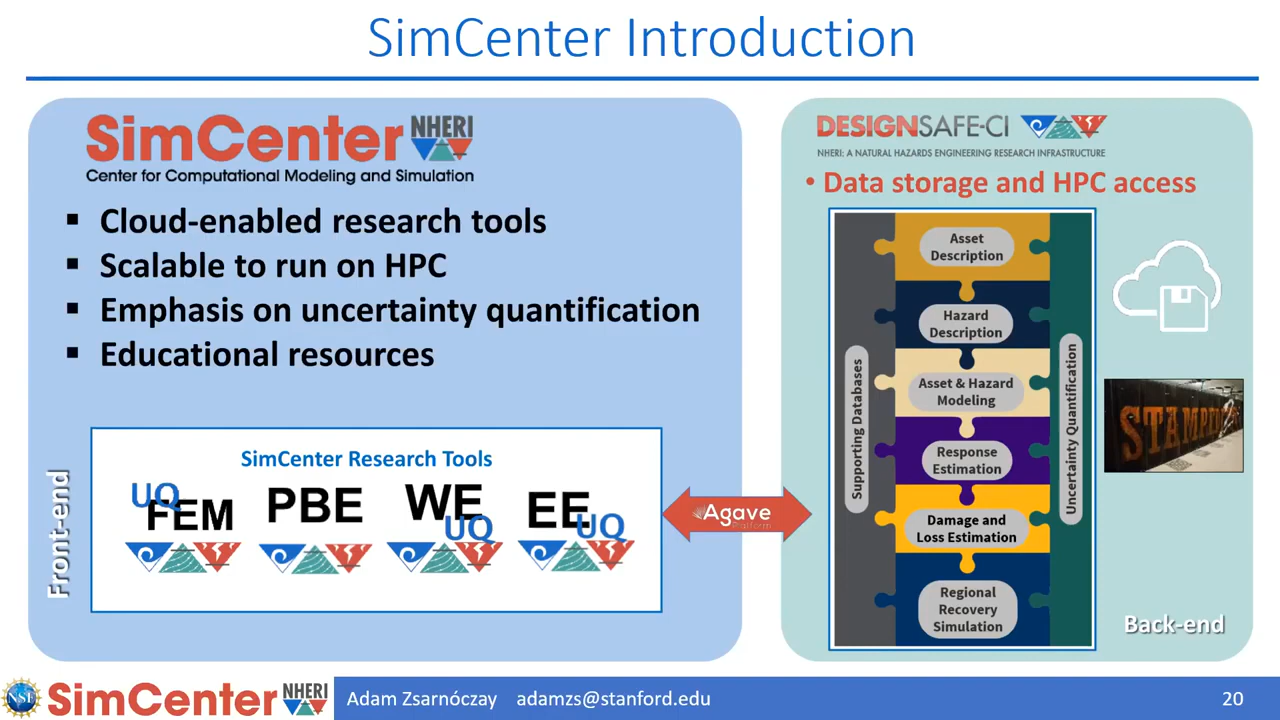 SimCenter Introduction
SimCenter NHERI
Center for Computational Modeling and Simulation
▪ Cloud-enabled research tools
▪ Scalable to run on HPC
▪ Emphasis on uncertainty quantification
▪ Educational resources
Front-end
SimCenter Research Tools
UQ
FEM
PBE
WE
UQ
EE
UQ
Agave
Platform
DESIGNSAFE-CI
NHERI: A NATURAL HAZARDS ENGINEERING RESEARCH INFRASTRUCTURE
• Data storage and HPC access
Supporting Databases
Asset
Description
Hazard
Description
Asset & Hazard
Modeling
Response
Estimation
Damage and
Loss Estimation
Regional
Recovery
Simulation
Uncertainty Quantification
STAMPED
Back-end
NSF
SimCenter NHERI
Adam Zsarnóczay adamzs@stanford.edu
20